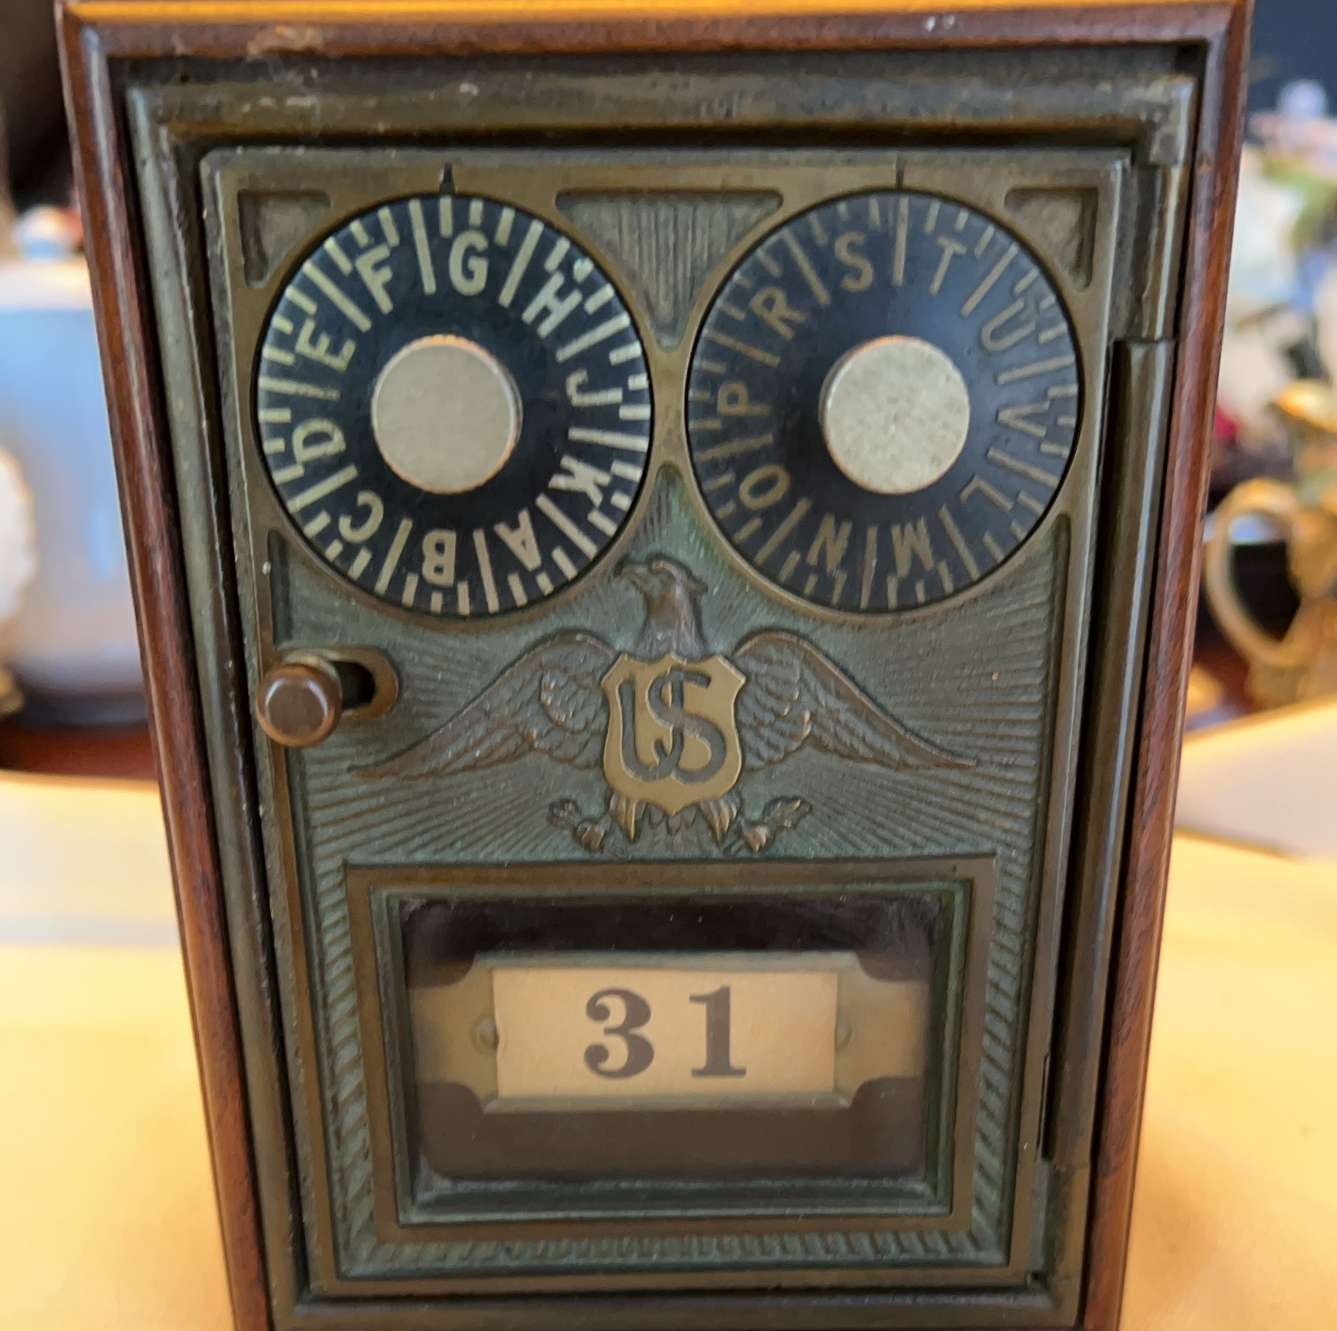 A B C D E F G H J K
L M N O P R S T U V
US
31